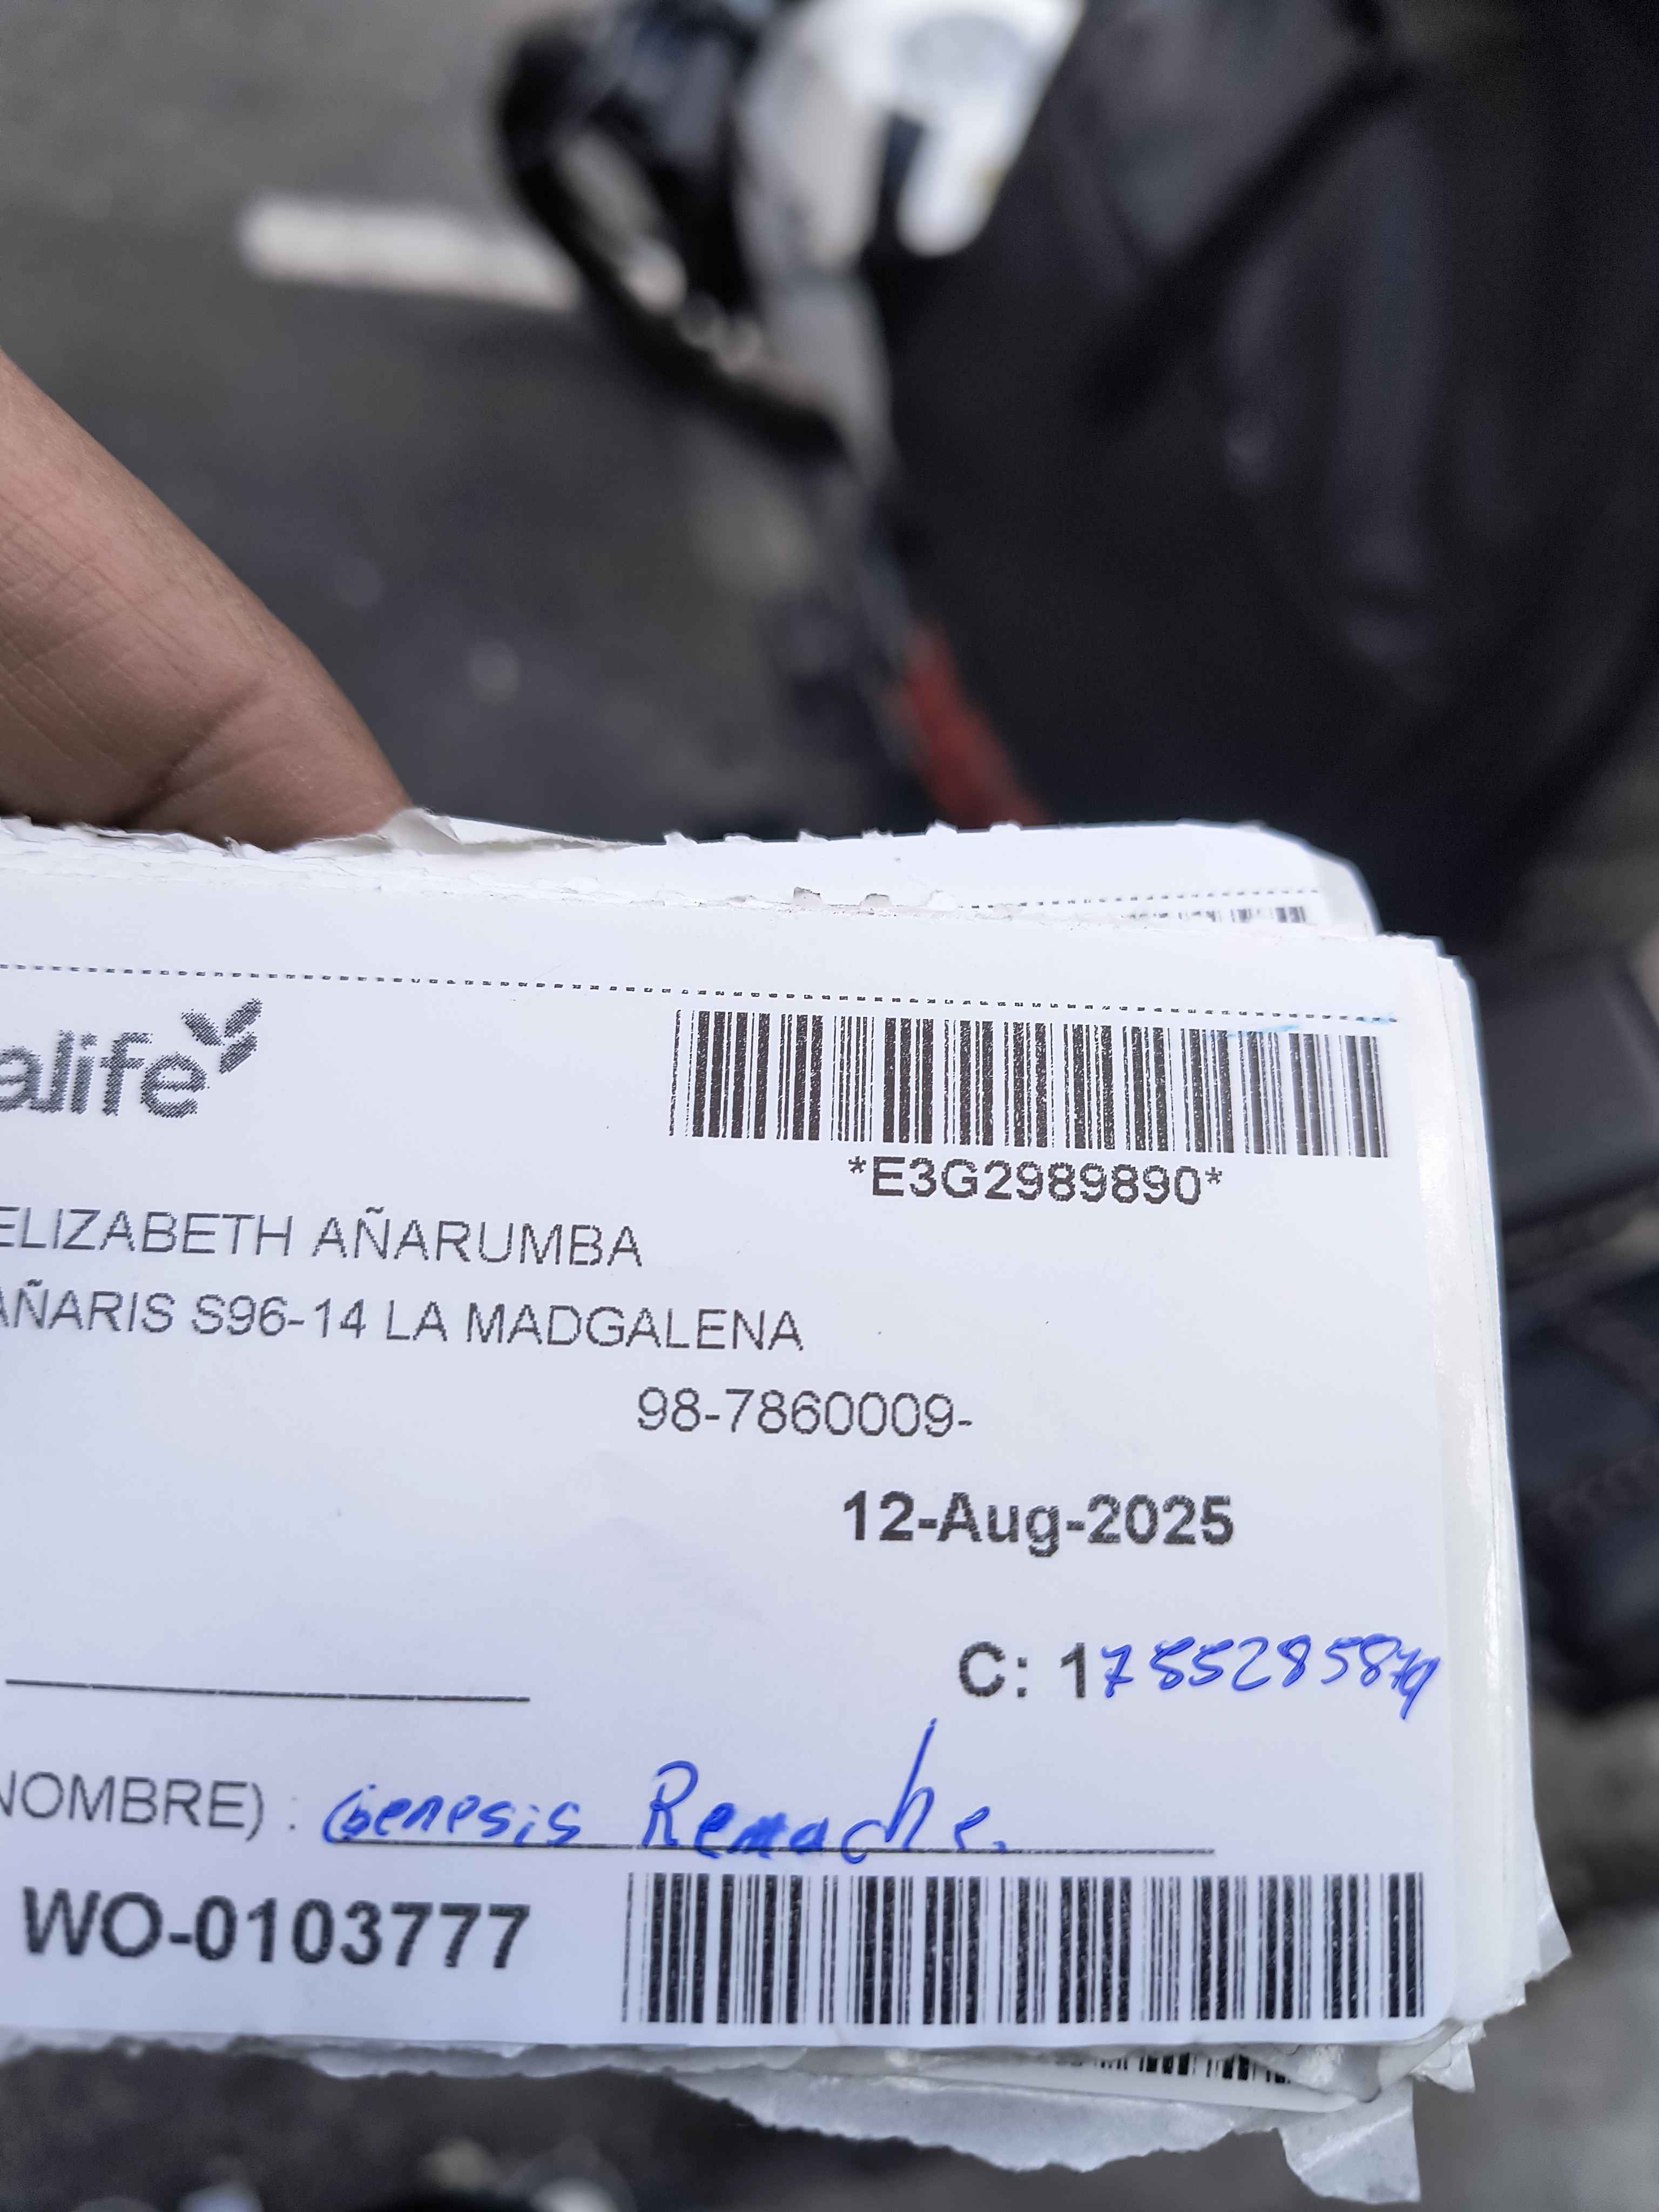 alife
*E3G2989890*
ELIZABETH AÑARUMBA
AÑARIS S96-14 LA MADGALENA
98-7860009-
12-Aug-2025
C: 1
NOMBRE) : Genesis Remache.
WO-0103777